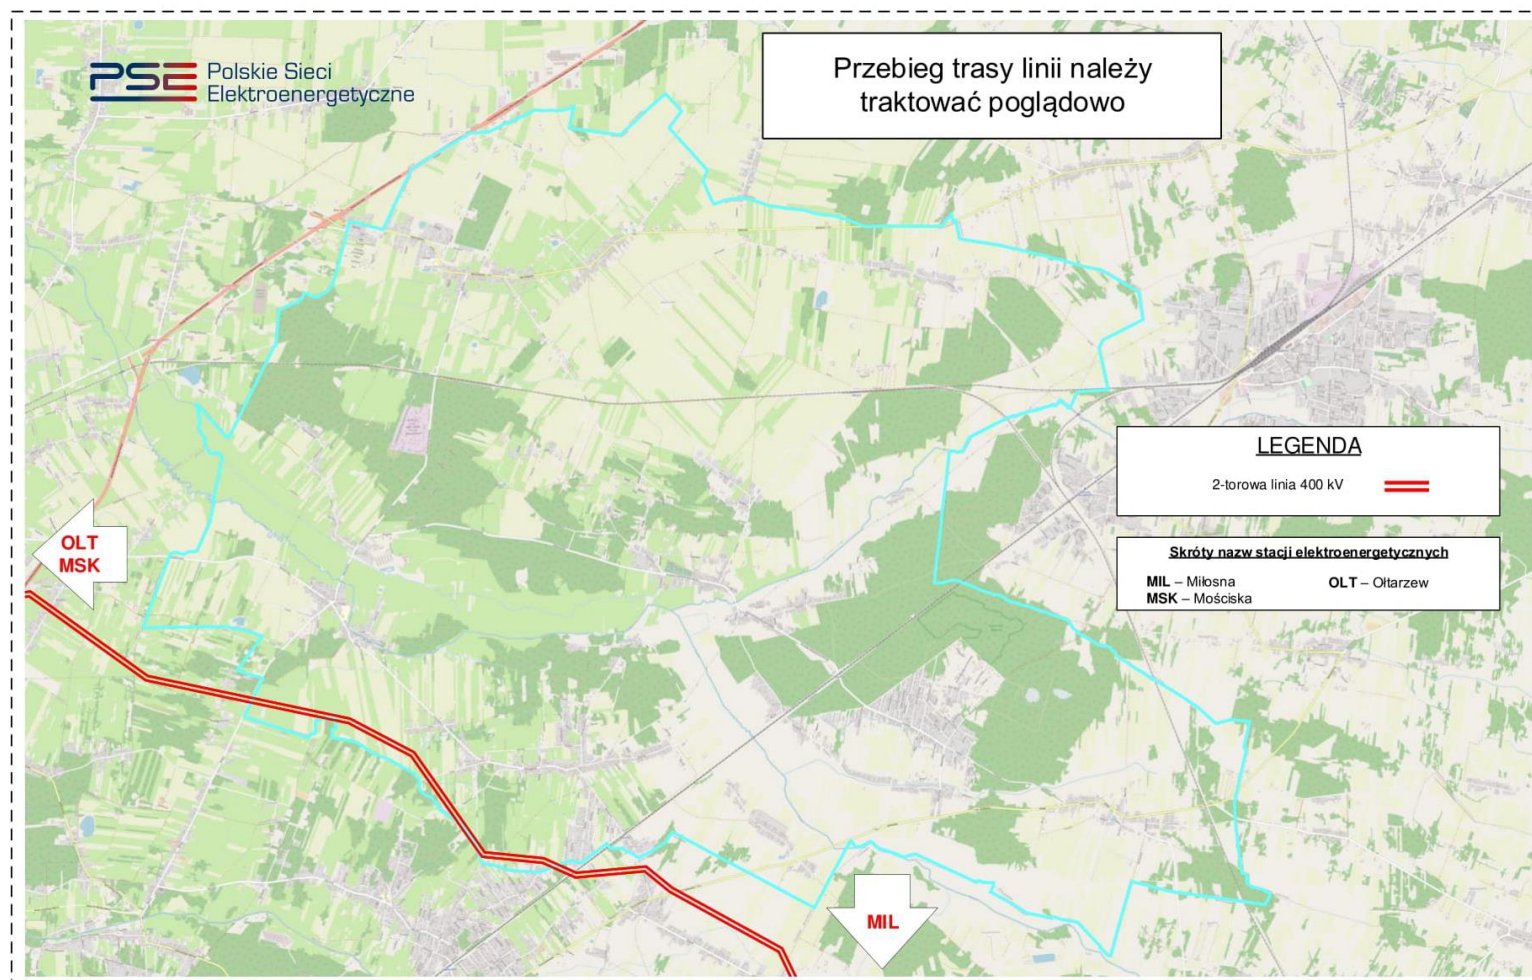 PSE Polskie Sieci
Elektroenergetyczne
Przebieg trasy linii należy
traktować poglądowo
LEGENDA
2-torowa linia 400 kV
Skróty nazw stacji elektroenergetycznych
MIL – Miłosna
OLT – Ołtarzew
MSK – Mościska
OLT
MSK
MIL